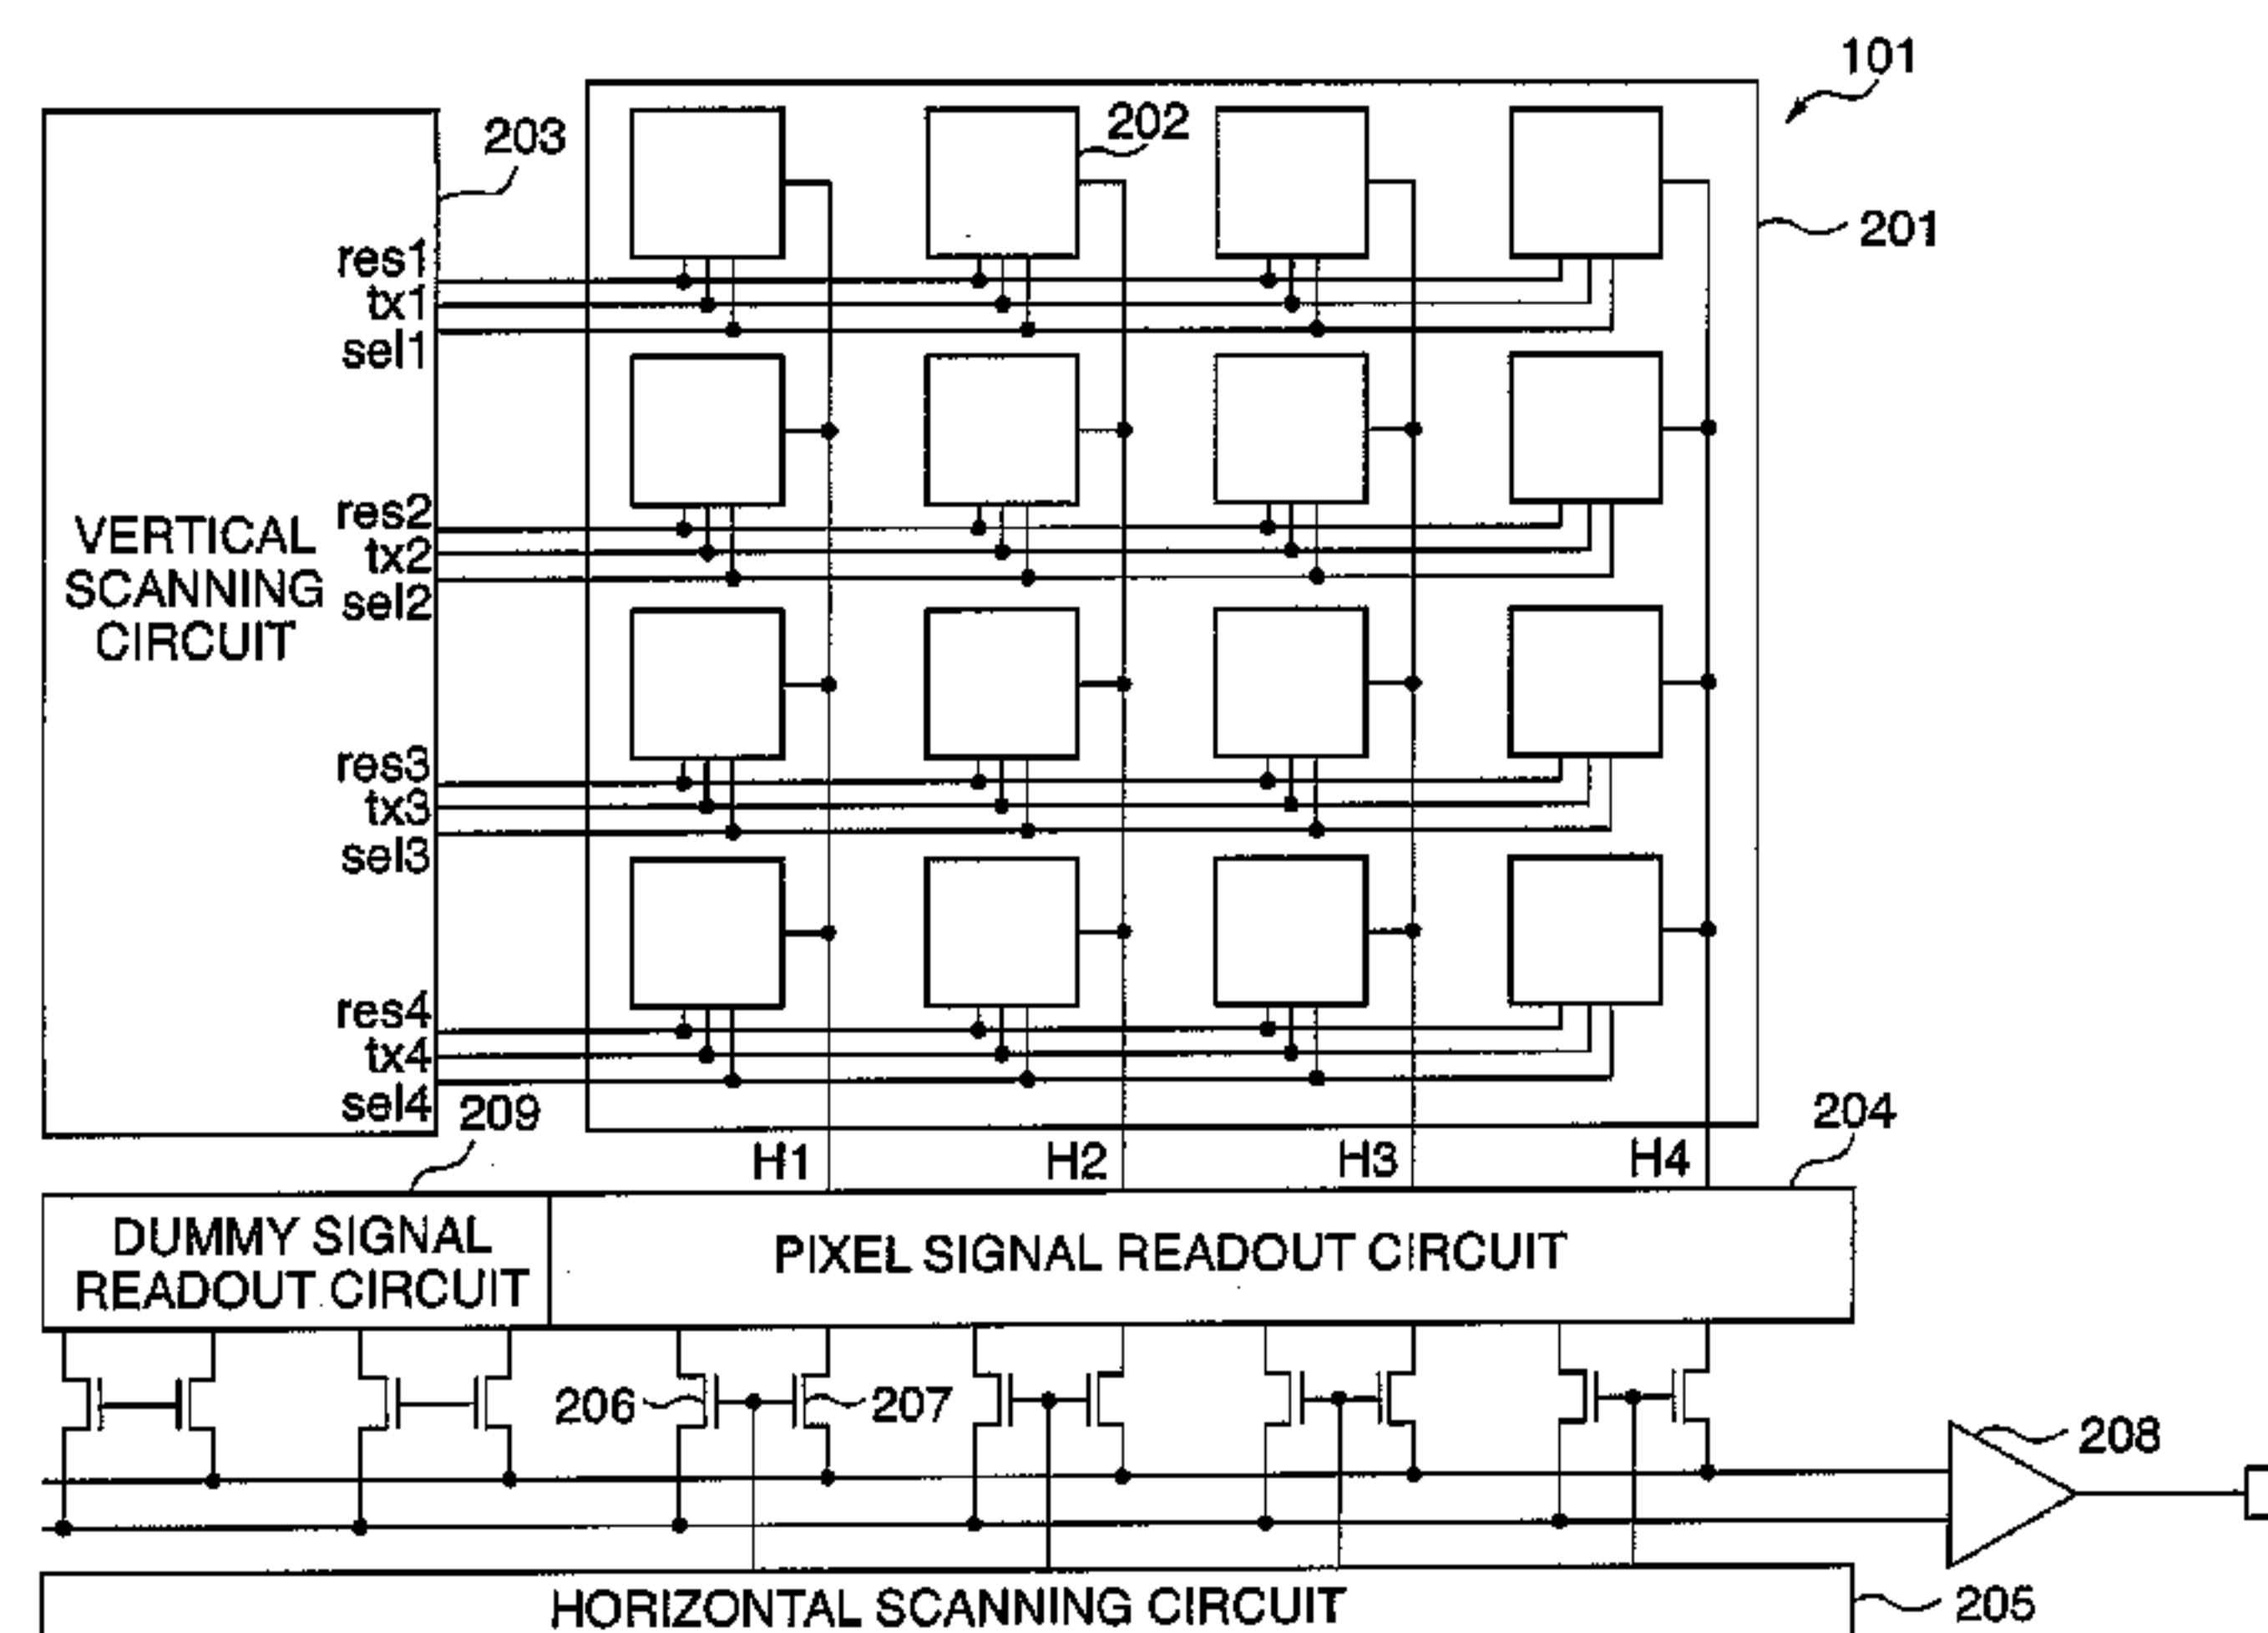 101
203
202
201
res1
tx1
sel1
VERTICAL
SCANNING
CIRCUIT
res2
tx2
sel2
res3
tx3
sel3
res4
tx4
sel4
209
204
H1
H2
H3
H4
DUMMY SIGNAL
READOUT CIRCUIT
PIXEL SIGNAL READOUT CIRCUIT
206
207
208
HORIZONTAL SCANNING CIRCUIT
205